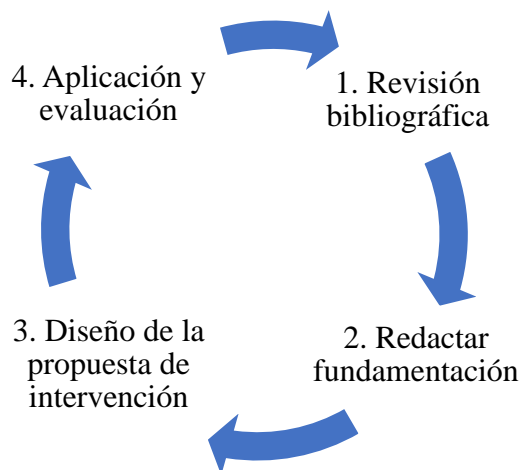 1. Revisión
bibliográfica
2. Redactar
fundamentación
3. Diseño de la
propuesta de
intervención
4. Aplicación y
evaluación